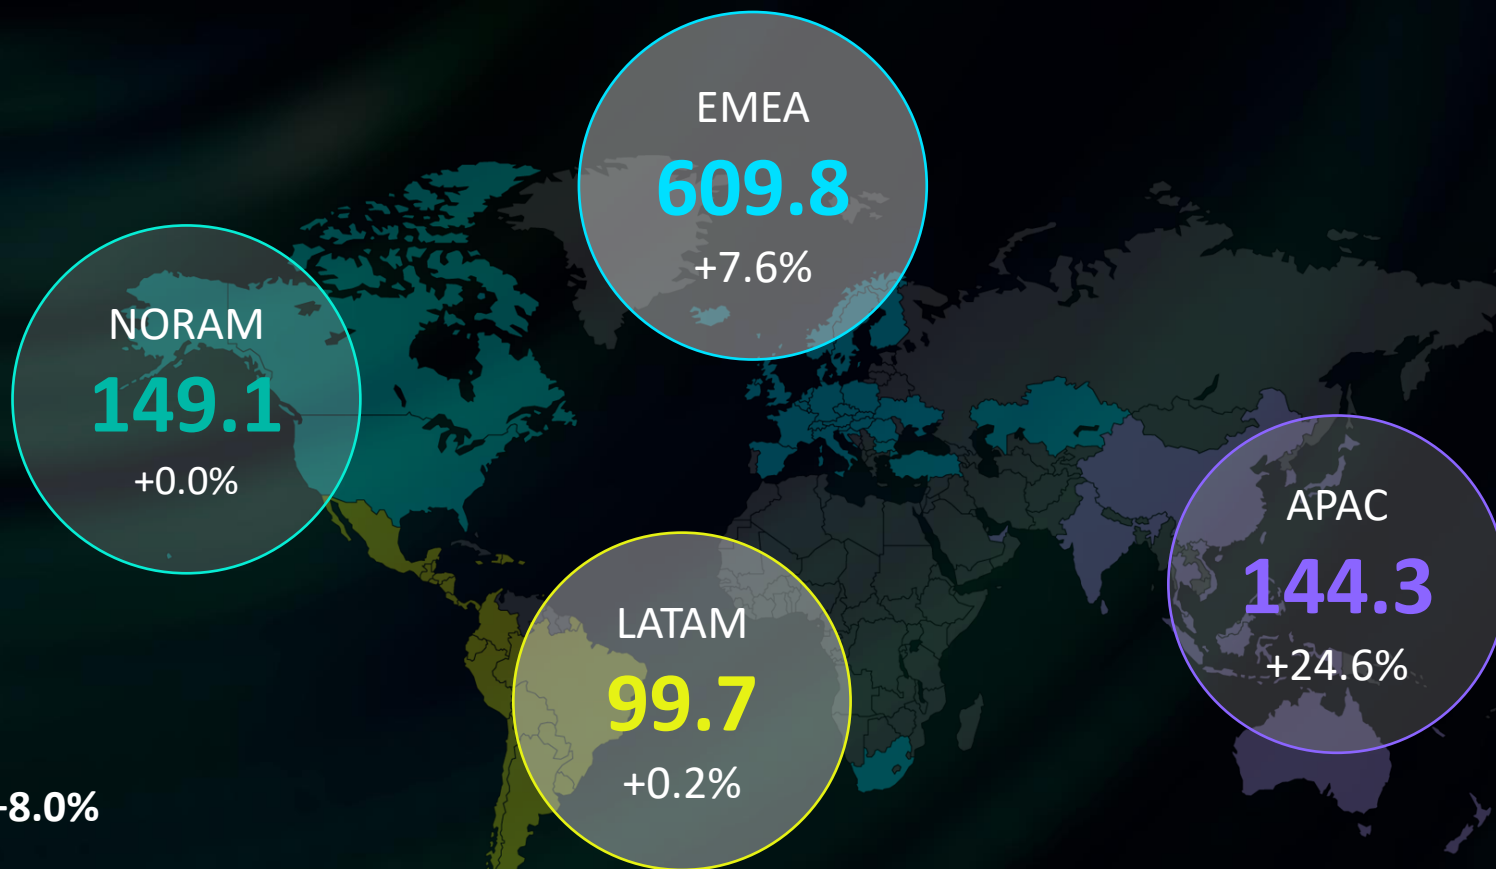 EMEA
609.8
+7.6%
NORAM
149.1
+0.0%
APAC
144.3
+24.6%
LATAM
99.7
+0.2%
8.0%